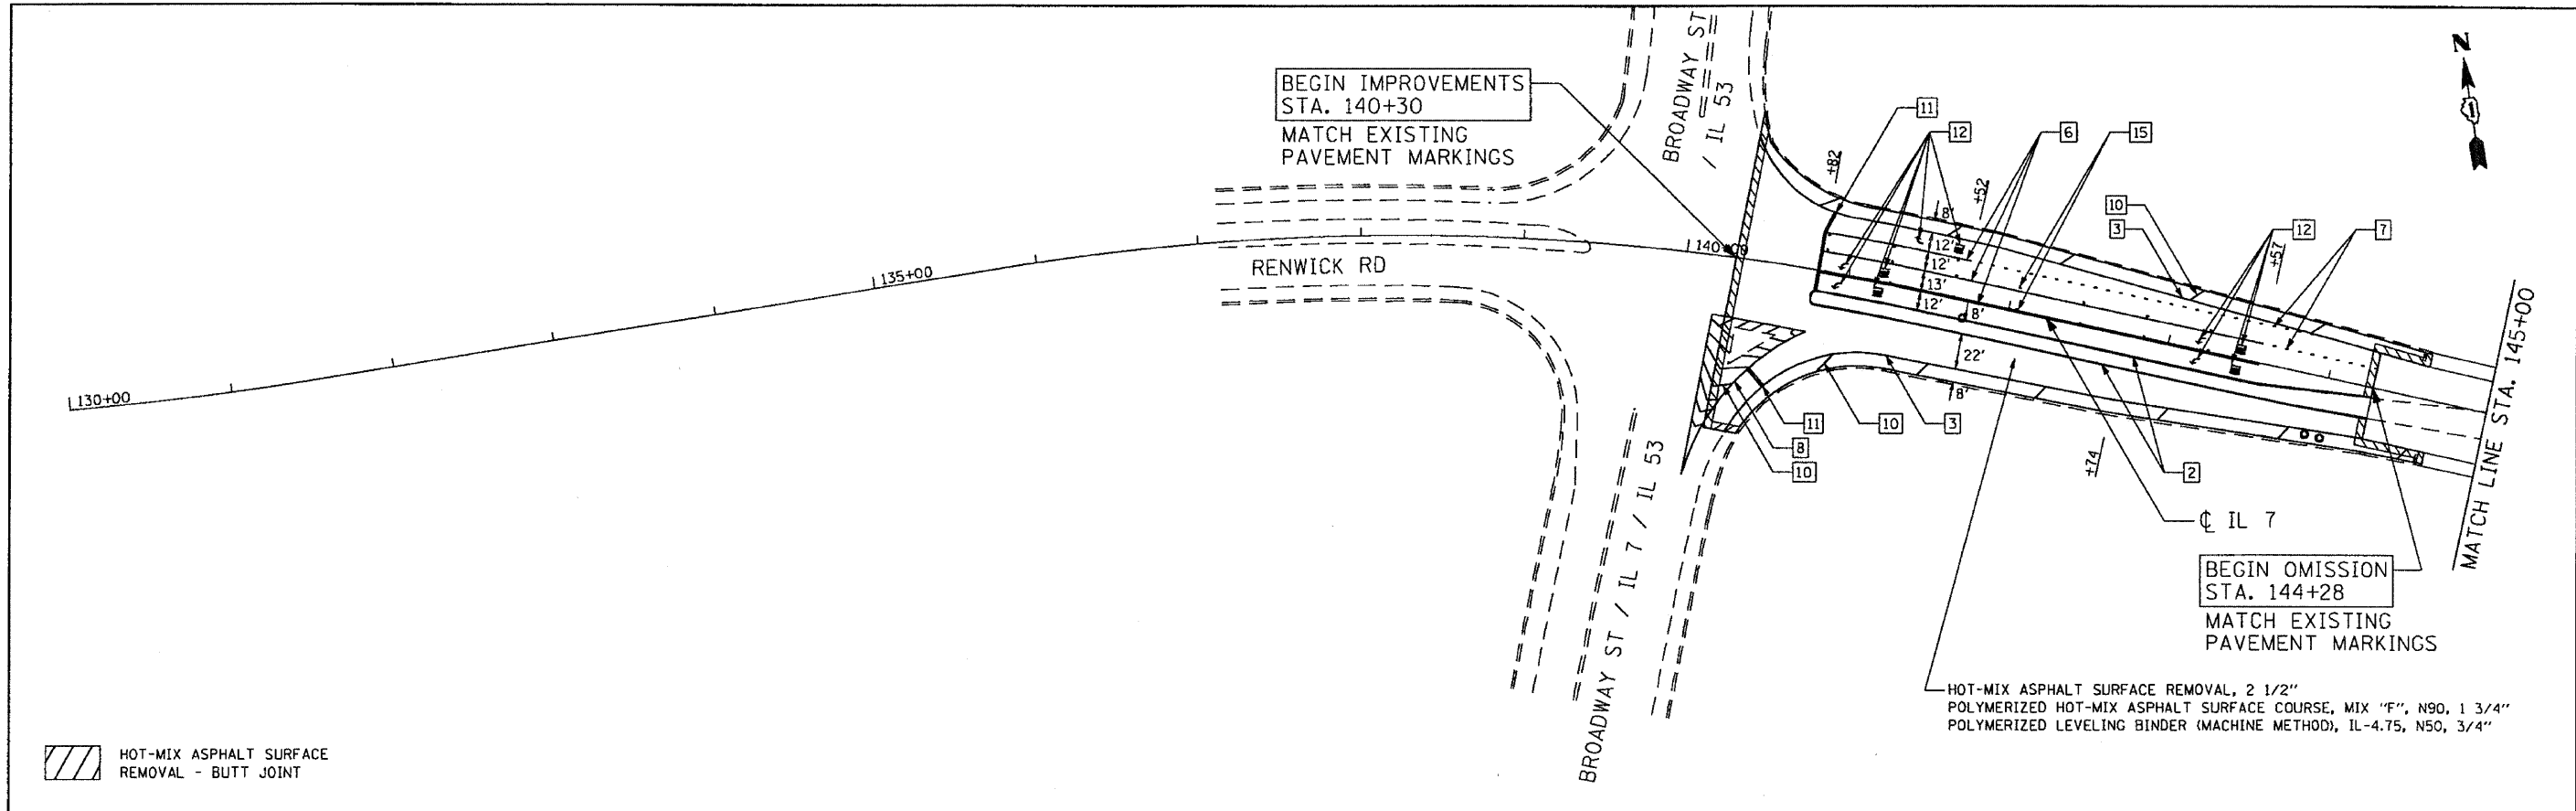 BEGIN IMPROVEMENTS
STA. 140+30
MATCH EXISTING
PAVEMENT MARKINGS
BROADWAY ST
/ IL 53
N
11
12
6
15
+82
+52
8'
12'
12'
13'
12'
8'
22'
8'
10
3
12
7
+57
140+00
135+00
130+00
RENWICK RD
MATCH LINE STA. 145+00
11
8
10
10
3
2
+74
℄ IL 7
BROADWAY ST / IL 7 / IL 53
BEGIN OMISSION
STA. 144+28
MATCH EXISTING
PAVEMENT MARKINGS
HOT-MIX ASPHALT SURFACE REMOVAL, 2 1/2"
POLYMERIZED HOT-MIX ASPHALT SURFACE COURSE, MIX "F", N90, 1 3/4"
POLYMERIZED LEVELING BINDER (MACHINE METHOD), IL-4.75, N50, 3/4"
HOT-MIX ASPHALT SURFACE
REMOVAL - BUTT JOINT